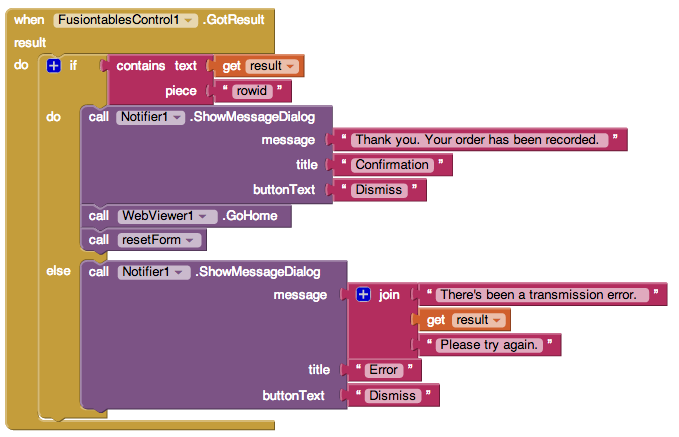 when FusiontablesControl1 .GotResult
result
do if contains text get result
piece " rowid "
do call Notifier1 .ShowMessageDialog
message " Thank you. Your order has been recorded. "
title " Confirmation "
buttonText " Dismiss "
call WebViewer1 .GoHome
call resetForm
else call Notifier1 .ShowMessageDialog
message join " There's been a transmission error. "
get result
" Please try again. "
title " Error "
buttonText " Dismiss "